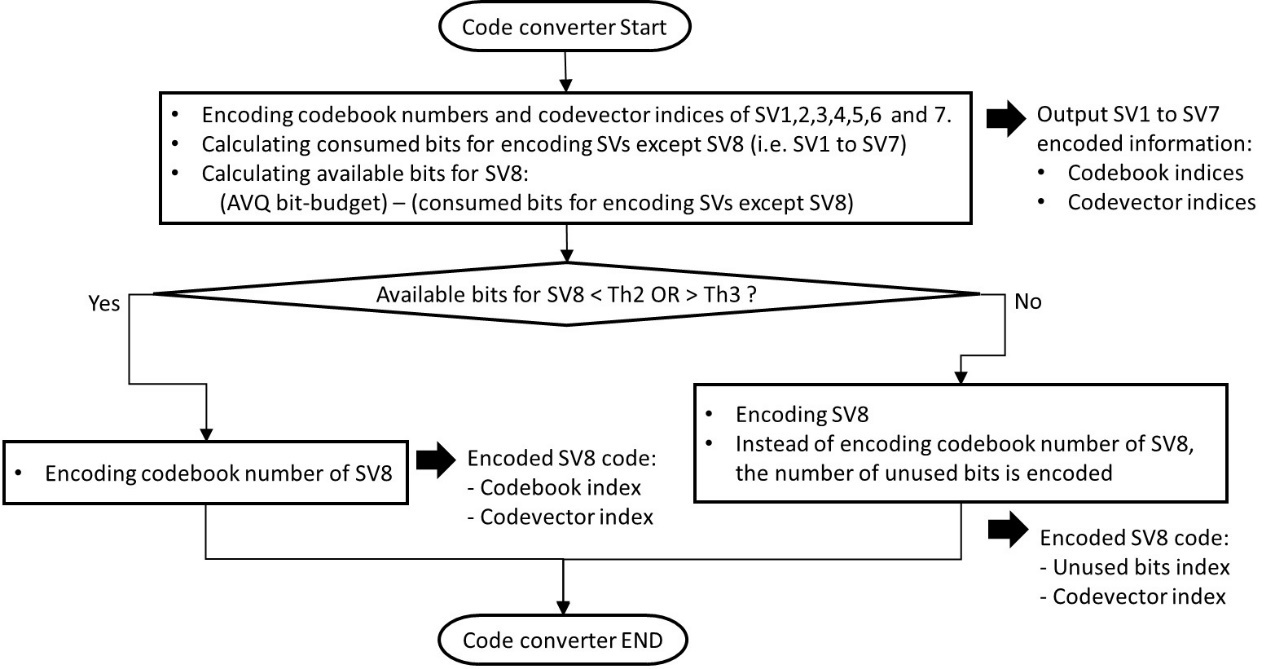 Code converter Start
• Encoding codebook numbers and codevector indices of SV1,2,3,4,5,6 and 7.
• Calculating consumed bits for encoding SVs except SV8 (i.e. SV1 to SV7)
• Calculating available bits for SV8:
(AVQ bit-budget) – (consumed bits for encoding SVs except SV8)
Output SV1 to SV7
encoded information:
• Codebook indices
• Codevector indices
Available bits for SV8 < Th2 OR > Th3 ?
Yes
No
• Encoding codebook number of SV8
Encoded SV8 code:
- Codebook index
- Codevector index
• Encoding SV8
• Instead of encoding codebook number of SV8,
the number of unused bits is encoded
Encoded SV8 code:
- Unused bits index
- Codevector index
Code converter END